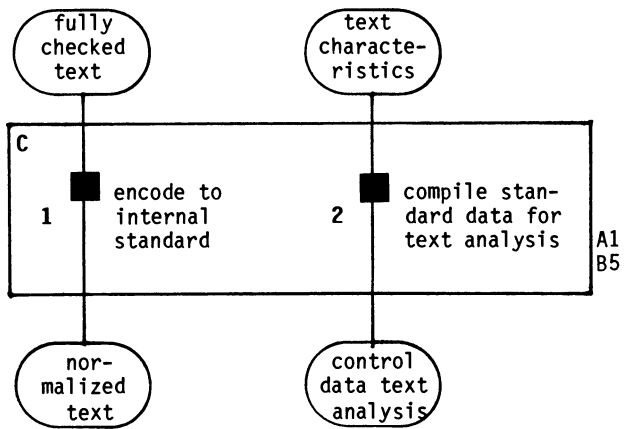 fully
checked
text
text
characte-
ristics
C
1
encode to
internal
standard
2
compile stan-
dard data for
text analysis
A1
B5
nor-
malized
text
control
data text
analysis